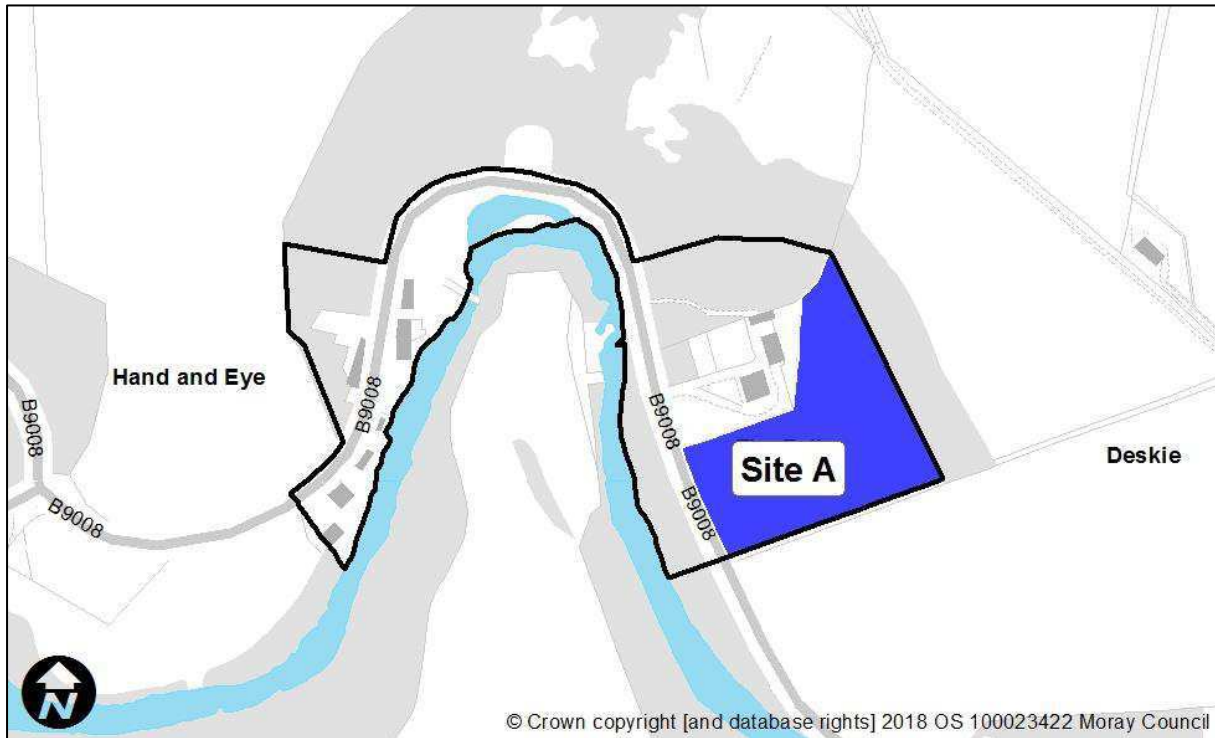 Hand and Eye
B9008
B9008
B9008
B9008
B9008
Site A
Deskie
N
© Crown copyright [and database rights] 2018 OS 100023422 Moray Council